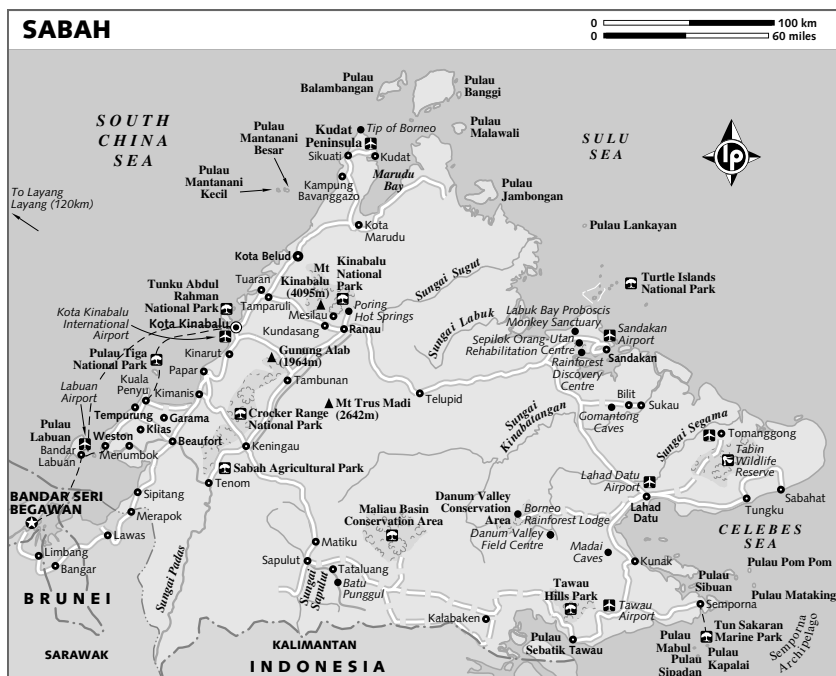 SABAH
0 100 km
0 60 miles
Pulau
Balambangan
Pulau
Banggi
SOUTH
CHINA
SEA
Pulau
Mantanani
Besar
Kudat
Peninsula
Tip of Borneo
Pulau
Malawali
SULU
SEA
lp
Sikuati
Kudat
Pulau
Mantanani
Kecil
Kampung
Bavanggazo
Marudu
Bay
Pulau
Jambongan
To Layang
Layang (120km)
Kota
Marudu
Pulau Lankayan
Kota Belud
Mt
Kinabalu
(4095m)
Kinabalu
National
Park
Sungai Sugut
Turtle Islands
National Park
Tunku Abdul
Rahman
National Park
Tuaran
Tamparuli
Mesilau
Poring
Hot Springs
Sungai Labuk
Kota Kinabalu
International
Airport
Kota Kinabalu
Kundasang
Ranau
Labuk Bay Proboscis
Monkey Sanctuary
Sepilok Orang-Utan
Rehabilitation Centre
Sandakan
Airport
Sandakan
Rainforest
Discovery
Centre
Pulau Tiga
National Park
Kinarut
Gunung Alab
(1964m)
Papar
Labuan
Airport
Kuala
Penyu
Kimanis
Tambunan
Mt Trus Madi
(2642m)
Telupid
Bilit
Sukau
Gomantong
Caves
Sungai
Kinabatangan
Tempurung
Garama
Klias
Crocker Range
National Park
Pulau
Labuan
Weston
Beaufort
Bandar
Labuan
Menumbok
Keningau
Sungai Segama
Tomanggong
Tabin
Wildlife
Reserve
Sabah Agricultural Park
Tenom
Lahad Datu
Airport
Lahad
Datu
Sabahat
Tungku
BANDAR SERI
BEGAWAN
Sipitang
Merapok
Maliau Basin
Conservation Area
Danum Valley
Conservation
Area
Borneo
Rainforest Lodge
Danum Valley
Field Centre
CELEBES
SEA
Lawas
Limbang
Bangar
Sungai Padas
Matiku
Sapulut
Tataluang
Sungai
Sapulut
Batu
Punggul
Madai
Caves
Kunak
Pulau Pom Pom
Pulau
Sibuan
Pulau Mataking
BRUNEI
Tawau
Hills Park
Tawau
Airport
Semporna
Kalabaken
Tun Sakaran
Marine Park
Semporna
Archipelago
Pulau
Sebatik
Tawau
Pulau
Mabul
Pulau
Kapalai
Pulau
Sipadan
SARAWAK
KALIMANTAN
INDONESIA